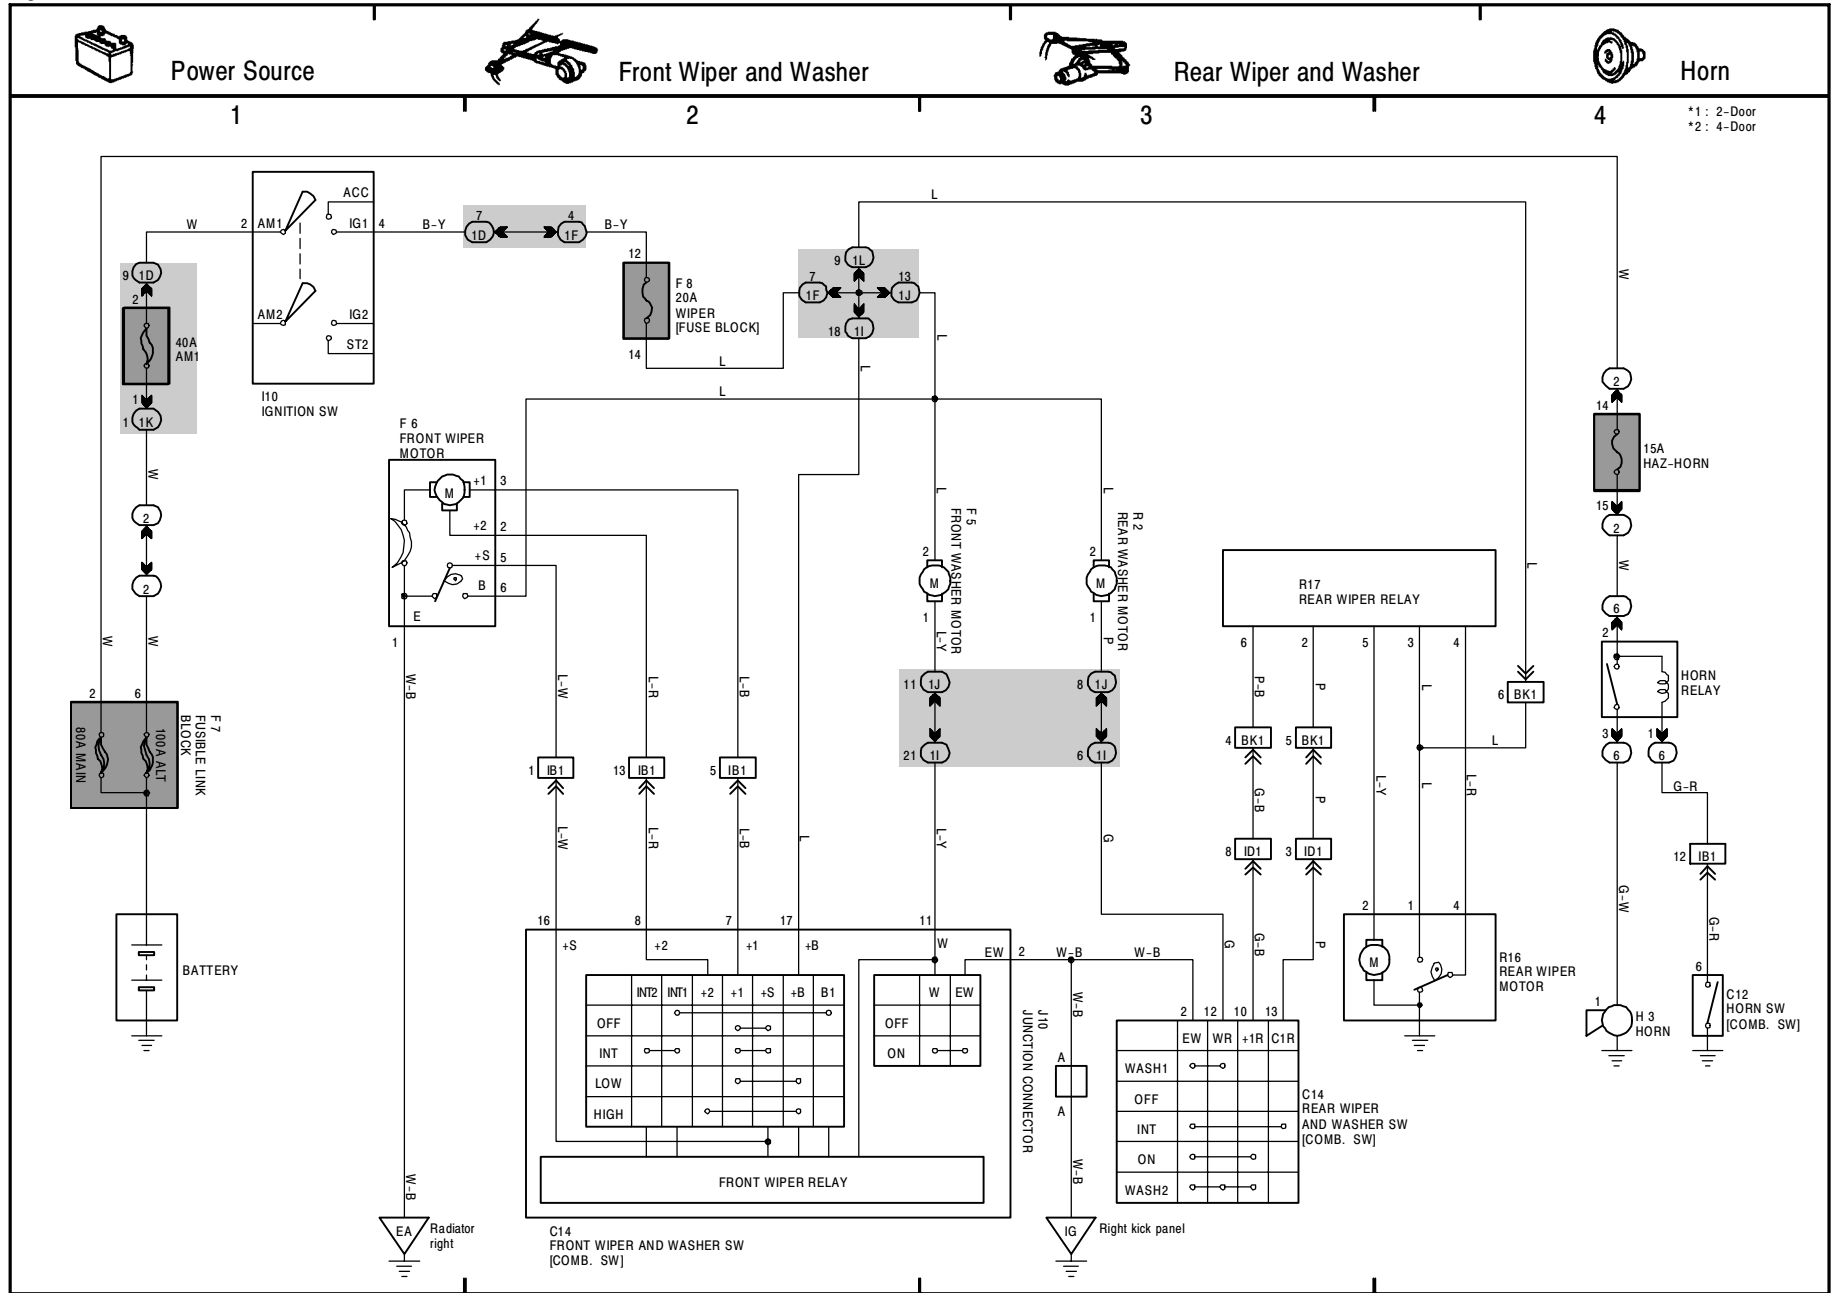 Power Source
Front Wiper and Washer
Rear Wiper and Washer
Horn
1
2
3
4
*1 : 2-Door
*2 : 4-Door
W
2
AM1
ACC
IG1
4
B-Y
7
1D
4
1F
B-Y
AM2
IG2
ST2
I10
IGNITION SW
9
1D
2
40A
AM1
1
1
1K
W
2
2
W
W
2
6
80A MAIN
100A ALT
F 7
FUSIBLE LINK
BLOCK
BATTERY
12
F 8
20A
WIPER
[FUSE BLOCK]
14
L
L
L
9
1L
7
1F
13
1J
18
1I
L
L
F 6
FRONT WIPER
MOTOR
M
+1
3
+2
2
+S
5
B
6
E
1
W-B
L-W
L-R
L-B
1
IB1
13
IB1
5
IB1
L-W
L-R
L-B
L
W-B
EA
Radiator
right
L
2
M
1
F 5
FRONT WASHER MOTOR
L-Y
11
1J
21
1I
L-Y
L
2
M
1
R 2
REAR WASHER MOTOR
P
8
1J
6
1I
G
16
8
7
17
11
+S
+2
+1
+B
W
EW
2
W-B
W-B
INT2
INT1
+2
+1
+S
+B
B1
OFF
INT
LOW
HIGH
W
EW
OFF
ON
FRONT WIPER RELAY
C14
FRONT WIPER AND WASHER SW
[COMB. SW]
W-B
J10
JUNCTION CONNECTOR
A
A
W-B
IG
Right kick panel
R17
REAR WIPER RELAY
6
2
5
3
4
P-B
P
L
L
6
BK1
L
4
BK1
5
BK1
G-B
P
L-Y
L
L-R
8
ID1
3
ID1
G
G-B
P
2
12
10
13
EW
WR
+1R
C1R
WASH1
OFF
INT
ON
WASH2
C14
REAR WIPER
AND WASHER SW
[COMB. SW]
2
1
4
M
R16
REAR WIPER
MOTOR
W
2
14
15A
HAZ-HORN
15
2
W
6
2
HORN
RELAY
3
1
6
6
G-R
12
IB1
G-W
G-R
1
H 3
HORN
6
C12
HORN SW
[COMB. SW]